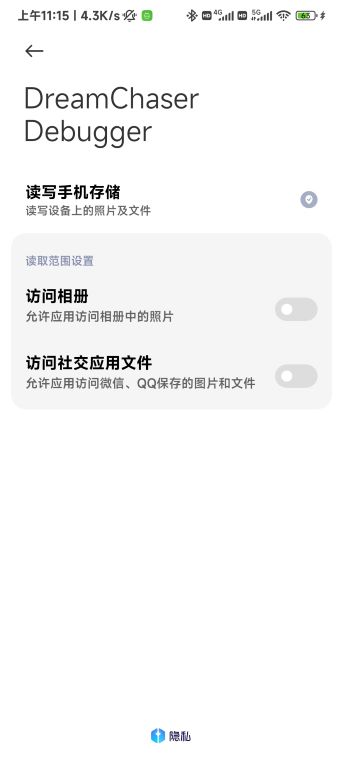 上午11:15 | 4.3K/s
HD 4G HD 5G 63
DreamChaser
Debugger
读写手机存储
读写设备上的照片及文件
读取范围设置
访问相册
允许应用访问相册中的照片
访问社交应用文件
允许应用访问微信、QQ保存的图片和文件
隐私